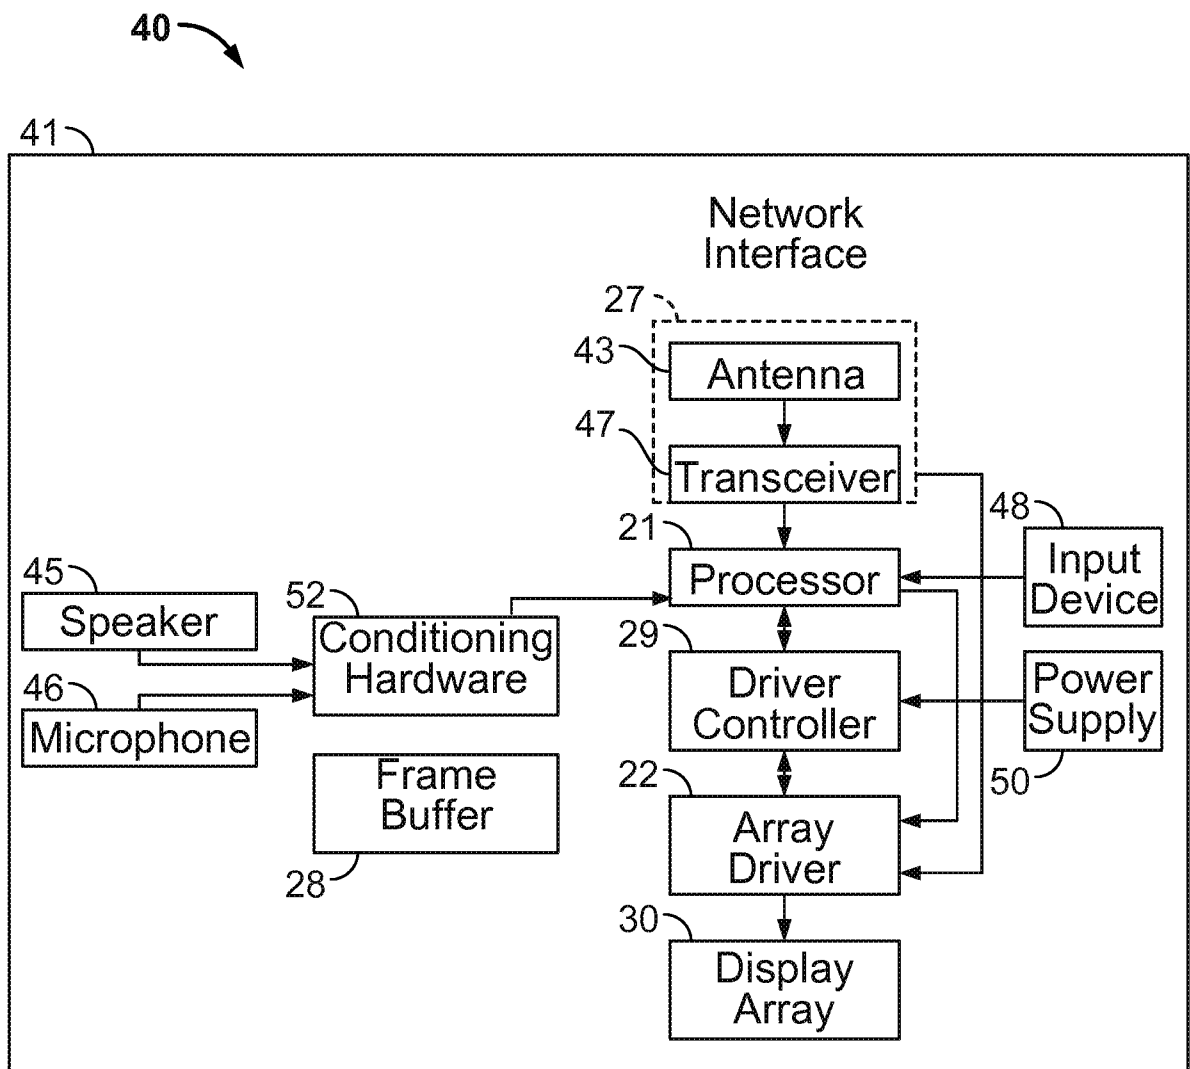 40
41
Network
Interface
27
43
Antenna
47
Transceiver
48
21
Input
Device
Processor
45
Speaker
52
Conditioning
Hardware
29
Driver
Controller
Power
Supply
46
Microphone
50
Frame
Buffer
28
22
Array
Driver
30
Display
Array